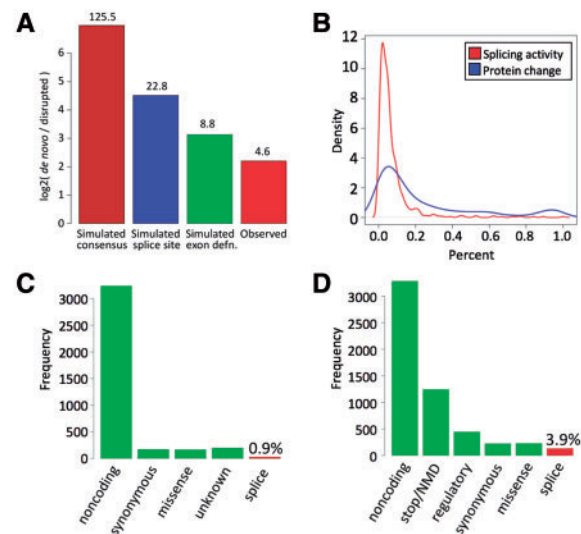 A
125.5
22.8
8.8
4.6
log2( de novo / disrupted )
6
5
4
3
2
1
0
Simulated consensus
Simulated splice site
Simulated exon defn.
Observed
B
Splicing activity
Protein change
Density
12
10
8
6
4
2
0
0.0 0.2 0.4 0.6 0.8 1.0
Percent
C
Frequency
3000
2500
2000
1500
1000
500
0
0.9%
noncoding
synonymous
missense
unknown
splice
D
Frequency
3000
2500
2000
1500
1000
500
0
3.9%
noncoding
stop/NMD
regulatory
synonymous
missense
splice